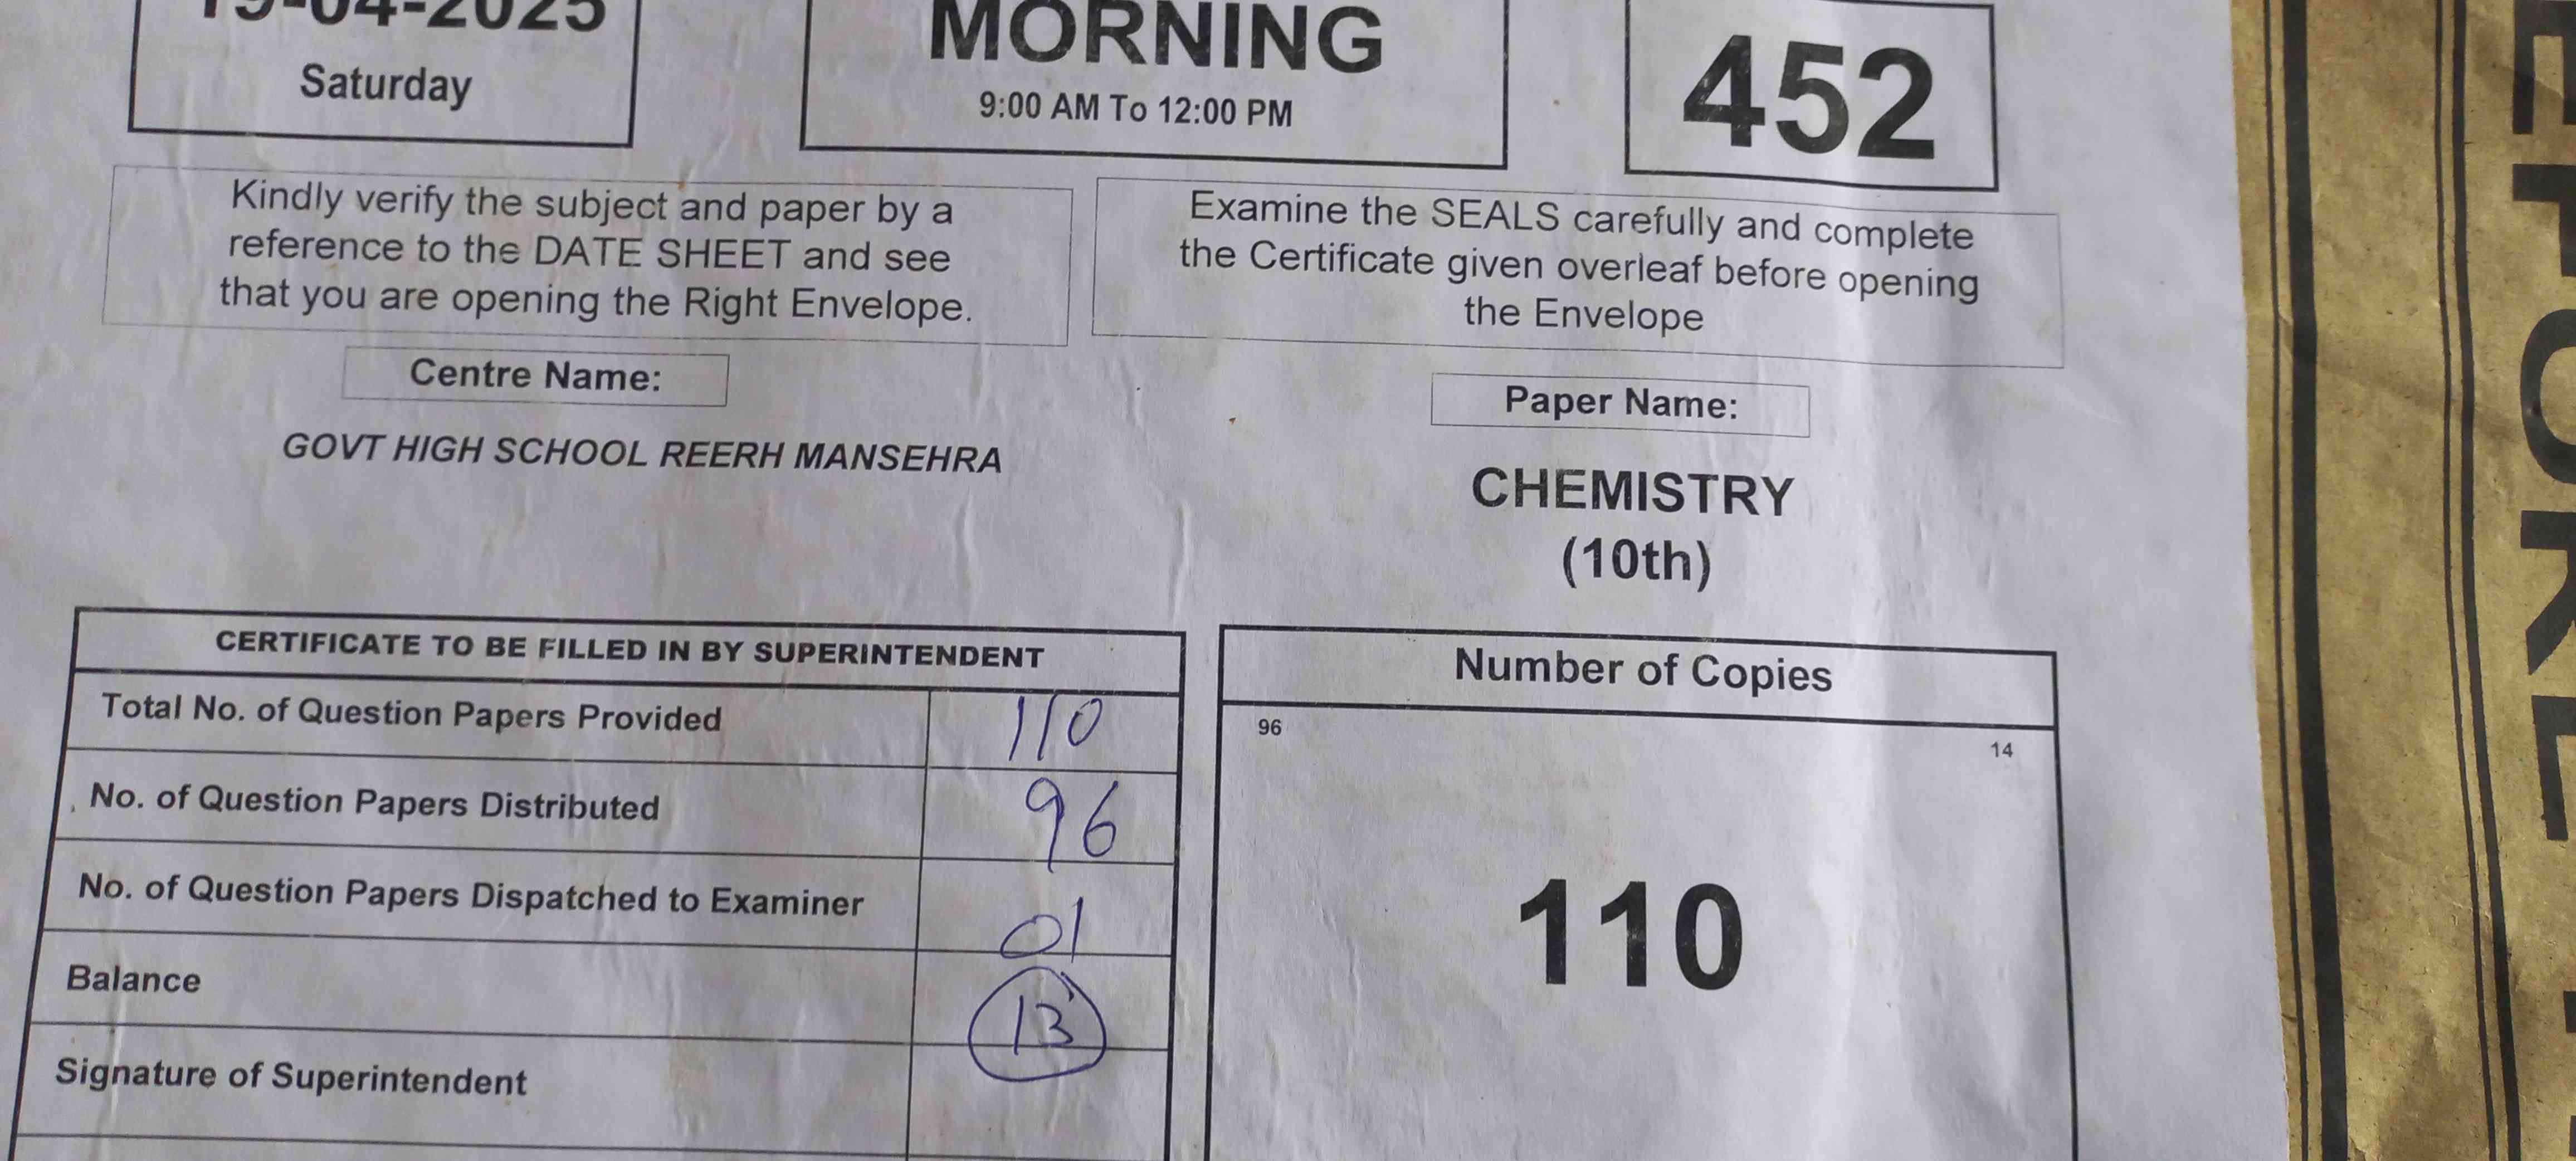 19-04-2025
Saturday
MORNING
9:00 AM To 12:00 PM
452
Kindly verify the subject and paper by a
reference to the DATE SHEET and see
that you are opening the Right Envelope.
Examine the SEALS carefully and complete
the Certificate given overleaf before opening
the Envelope
Centre Name:
GOVT HIGH SCHOOL REERH MANSEHRA
Paper Name:
CHEMISTRY
(10th)
CERTIFICATE TO BE FILLED IN BY SUPERINTENDENT
Total No. of Question Papers Provided 110
No. of Question Papers Distributed 96
No. of Question Papers Dispatched to Examiner 01
Balance 13
Signature of Superintendent
Number of Copies
96
14
110